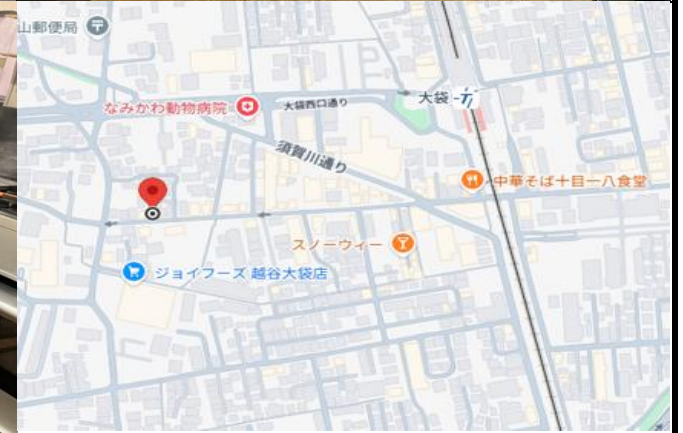 山郵便局
大袋
なみかわ動物病院
大袋西口通り
須賀川通り
中華そば十目一八食堂
スノーウィー
ジョイフーズ 越谷大袋店